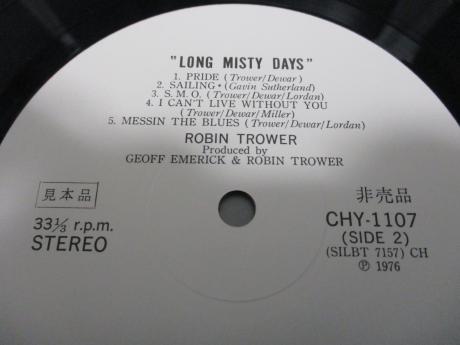 "LONG MISTY DAYS"
1. PRIDE (Trower/Dewar)
2. SAILING • (Gavin Sutherland)
3. S.M.O. (Trower/Dewar/Lordan)
4. I CAN'T LIVE WITHOUT YOU
(Trower/Dewar/Miller)
5. MESSIN THE BLUES (Trower/Dewar/Lordan)
ROBIN TROWER
Produced by
GEOFF EMERICK & ROBIN TROWER
見本品
33⅓ r.p.m.
STEREO
非売品
CHY-1107
(SIDE 2)
(SILBT 7157) CH
Ⓟ 1976